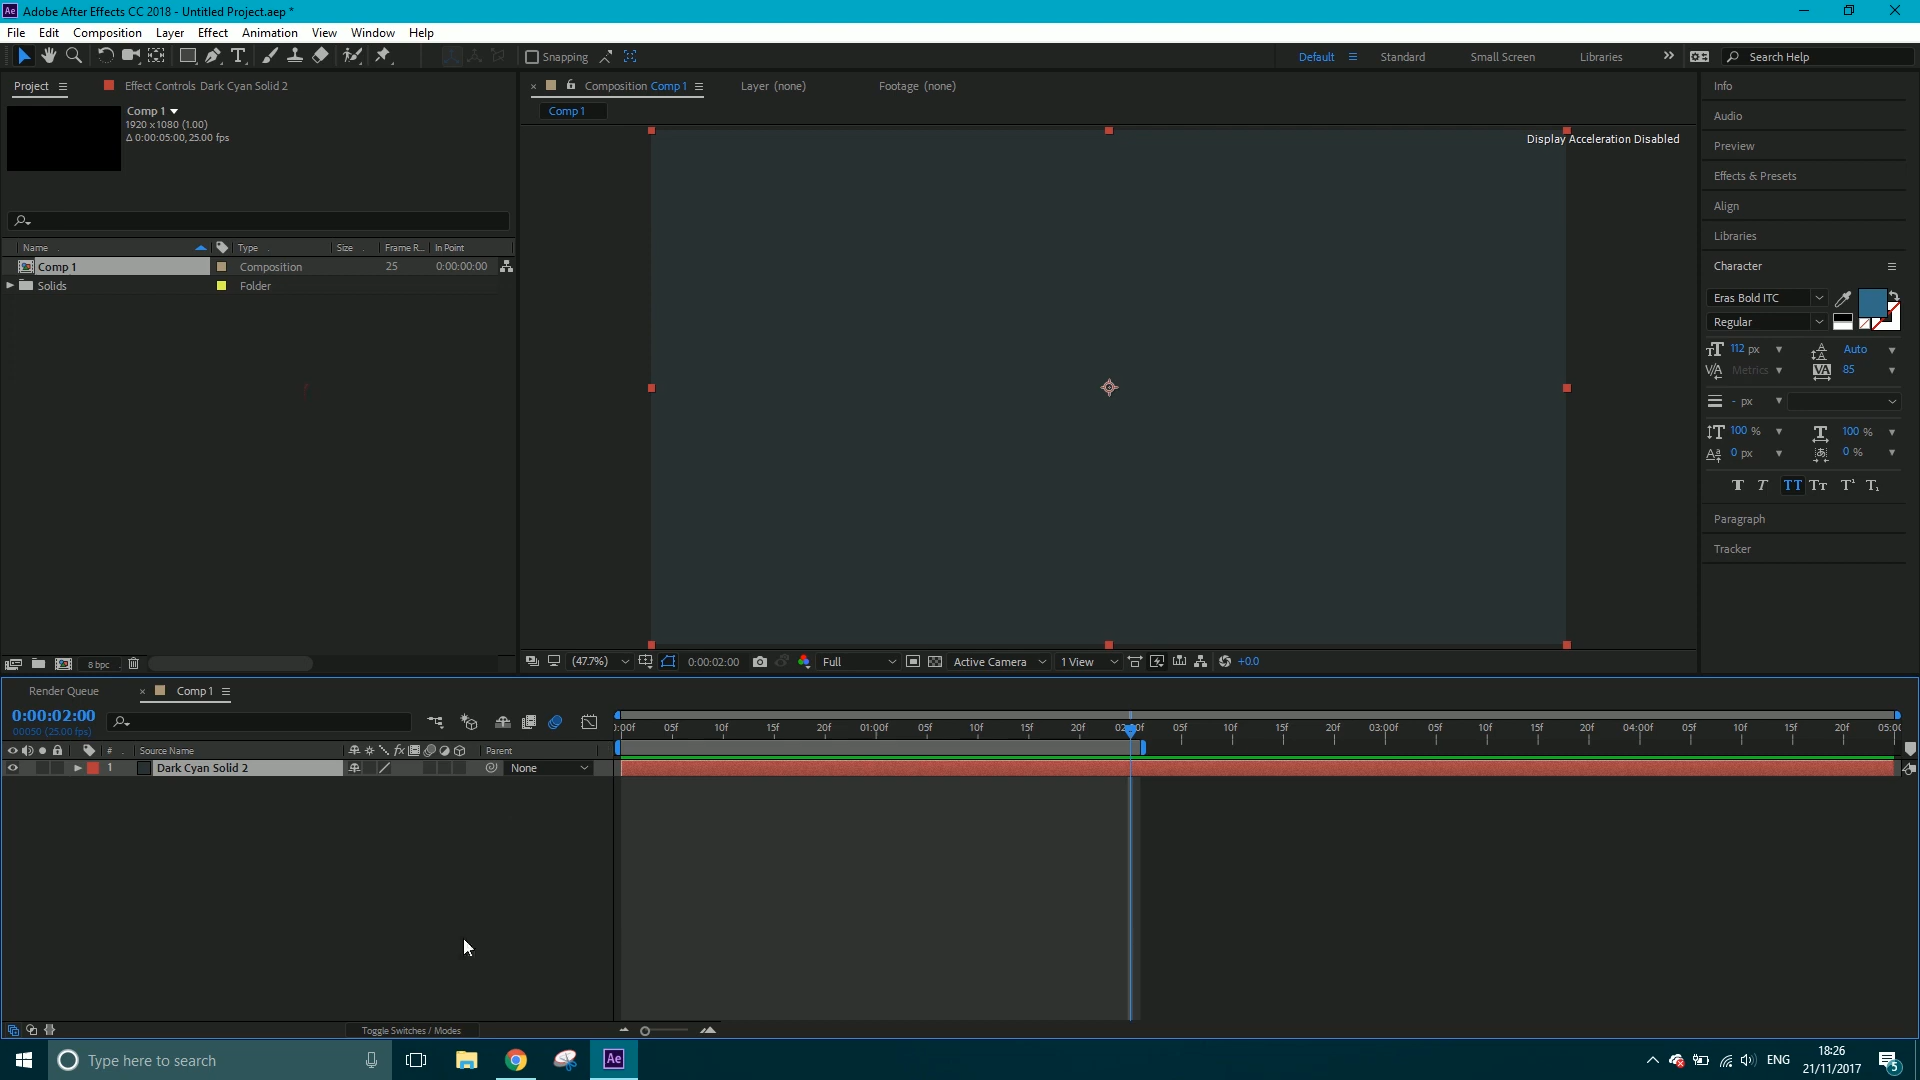 Adobe After Effects CC 2018 - Untitled Project.aep *
File Edit Composition Layer Effect Animation View Window Help
Snapping Default Standard Small Screen Libraries Search Help
Project Effect Controls Dark Cyan Solid 2
Composition Comp 1 Layer (none) Footage (none)
Comp 1
1920 x1080 (1.00)
Δ 0:00:05:00, 25.00 fps
Comp 1
Display Acceleration Disabled
Name Type Size Frame R... In Point
Comp 1 Composition 25 0:00:00:00
Solids Folder
Info
Audio
Preview
Effects & Presets
Align
Libraries
Character
Eras Bold ITC
Regular
112 px Auto
Metrics 85
- px
100 % 100 %
0 px 0 %
T T TT Tt T¹ T₁
Paragraph
Tracker
8 bpc
(47.7%) 0:00:02:00 Full Active Camera 1 View +0.0
Render Queue Comp 1
0:00:02:00
00050 (25.00 fps)
:00f 05f 10f 15f 20f 01:00f 05f 10f 15f 20f 02:00f 05f 10f 15f 20f 03:00f 05f 10f 15f 20f 04:00f 05f 10f 15f 20f 05:00
# Source Name fx Parent
1 Dark Cyan Solid 2 None
Toggle Switches / Modes
Type here to search
Ae
ENG
18:26
21/11/2017
5